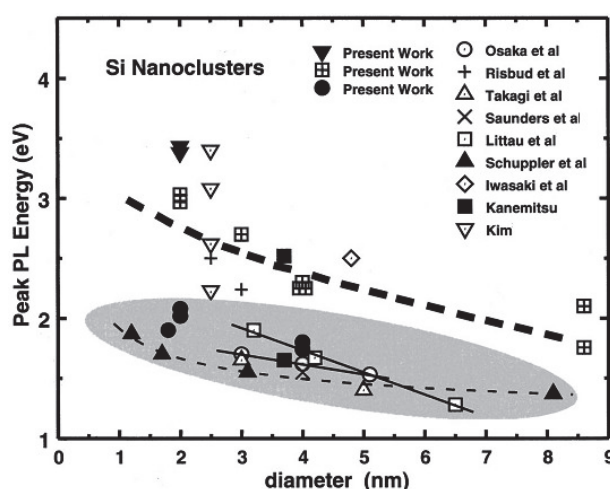 Si Nanoclusters
Present Work
Present Work
Present Work
Osaka et al
Risbud et al
Takagi et al
Saunders et al
Littau et al
Schuppler et al
Iwasaki et al
Kanemitsu
Kim
Peak PL Energy (eV)
4
3
2
1
0 1 2 3 4 5 6 7 8 9
diameter (nm)